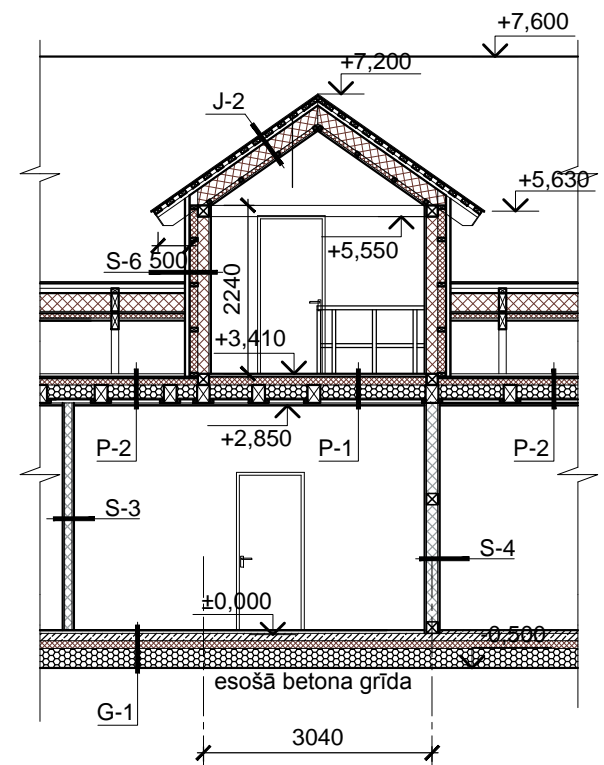 +7,600
+7,200
J-2
+5,630
S-6
500
+5,550
2240
+3,410
+2,850
P-2
P-1
P-2
S-3
S-4
±0,000
-0,500
esošā betona grīda
G-1
3040